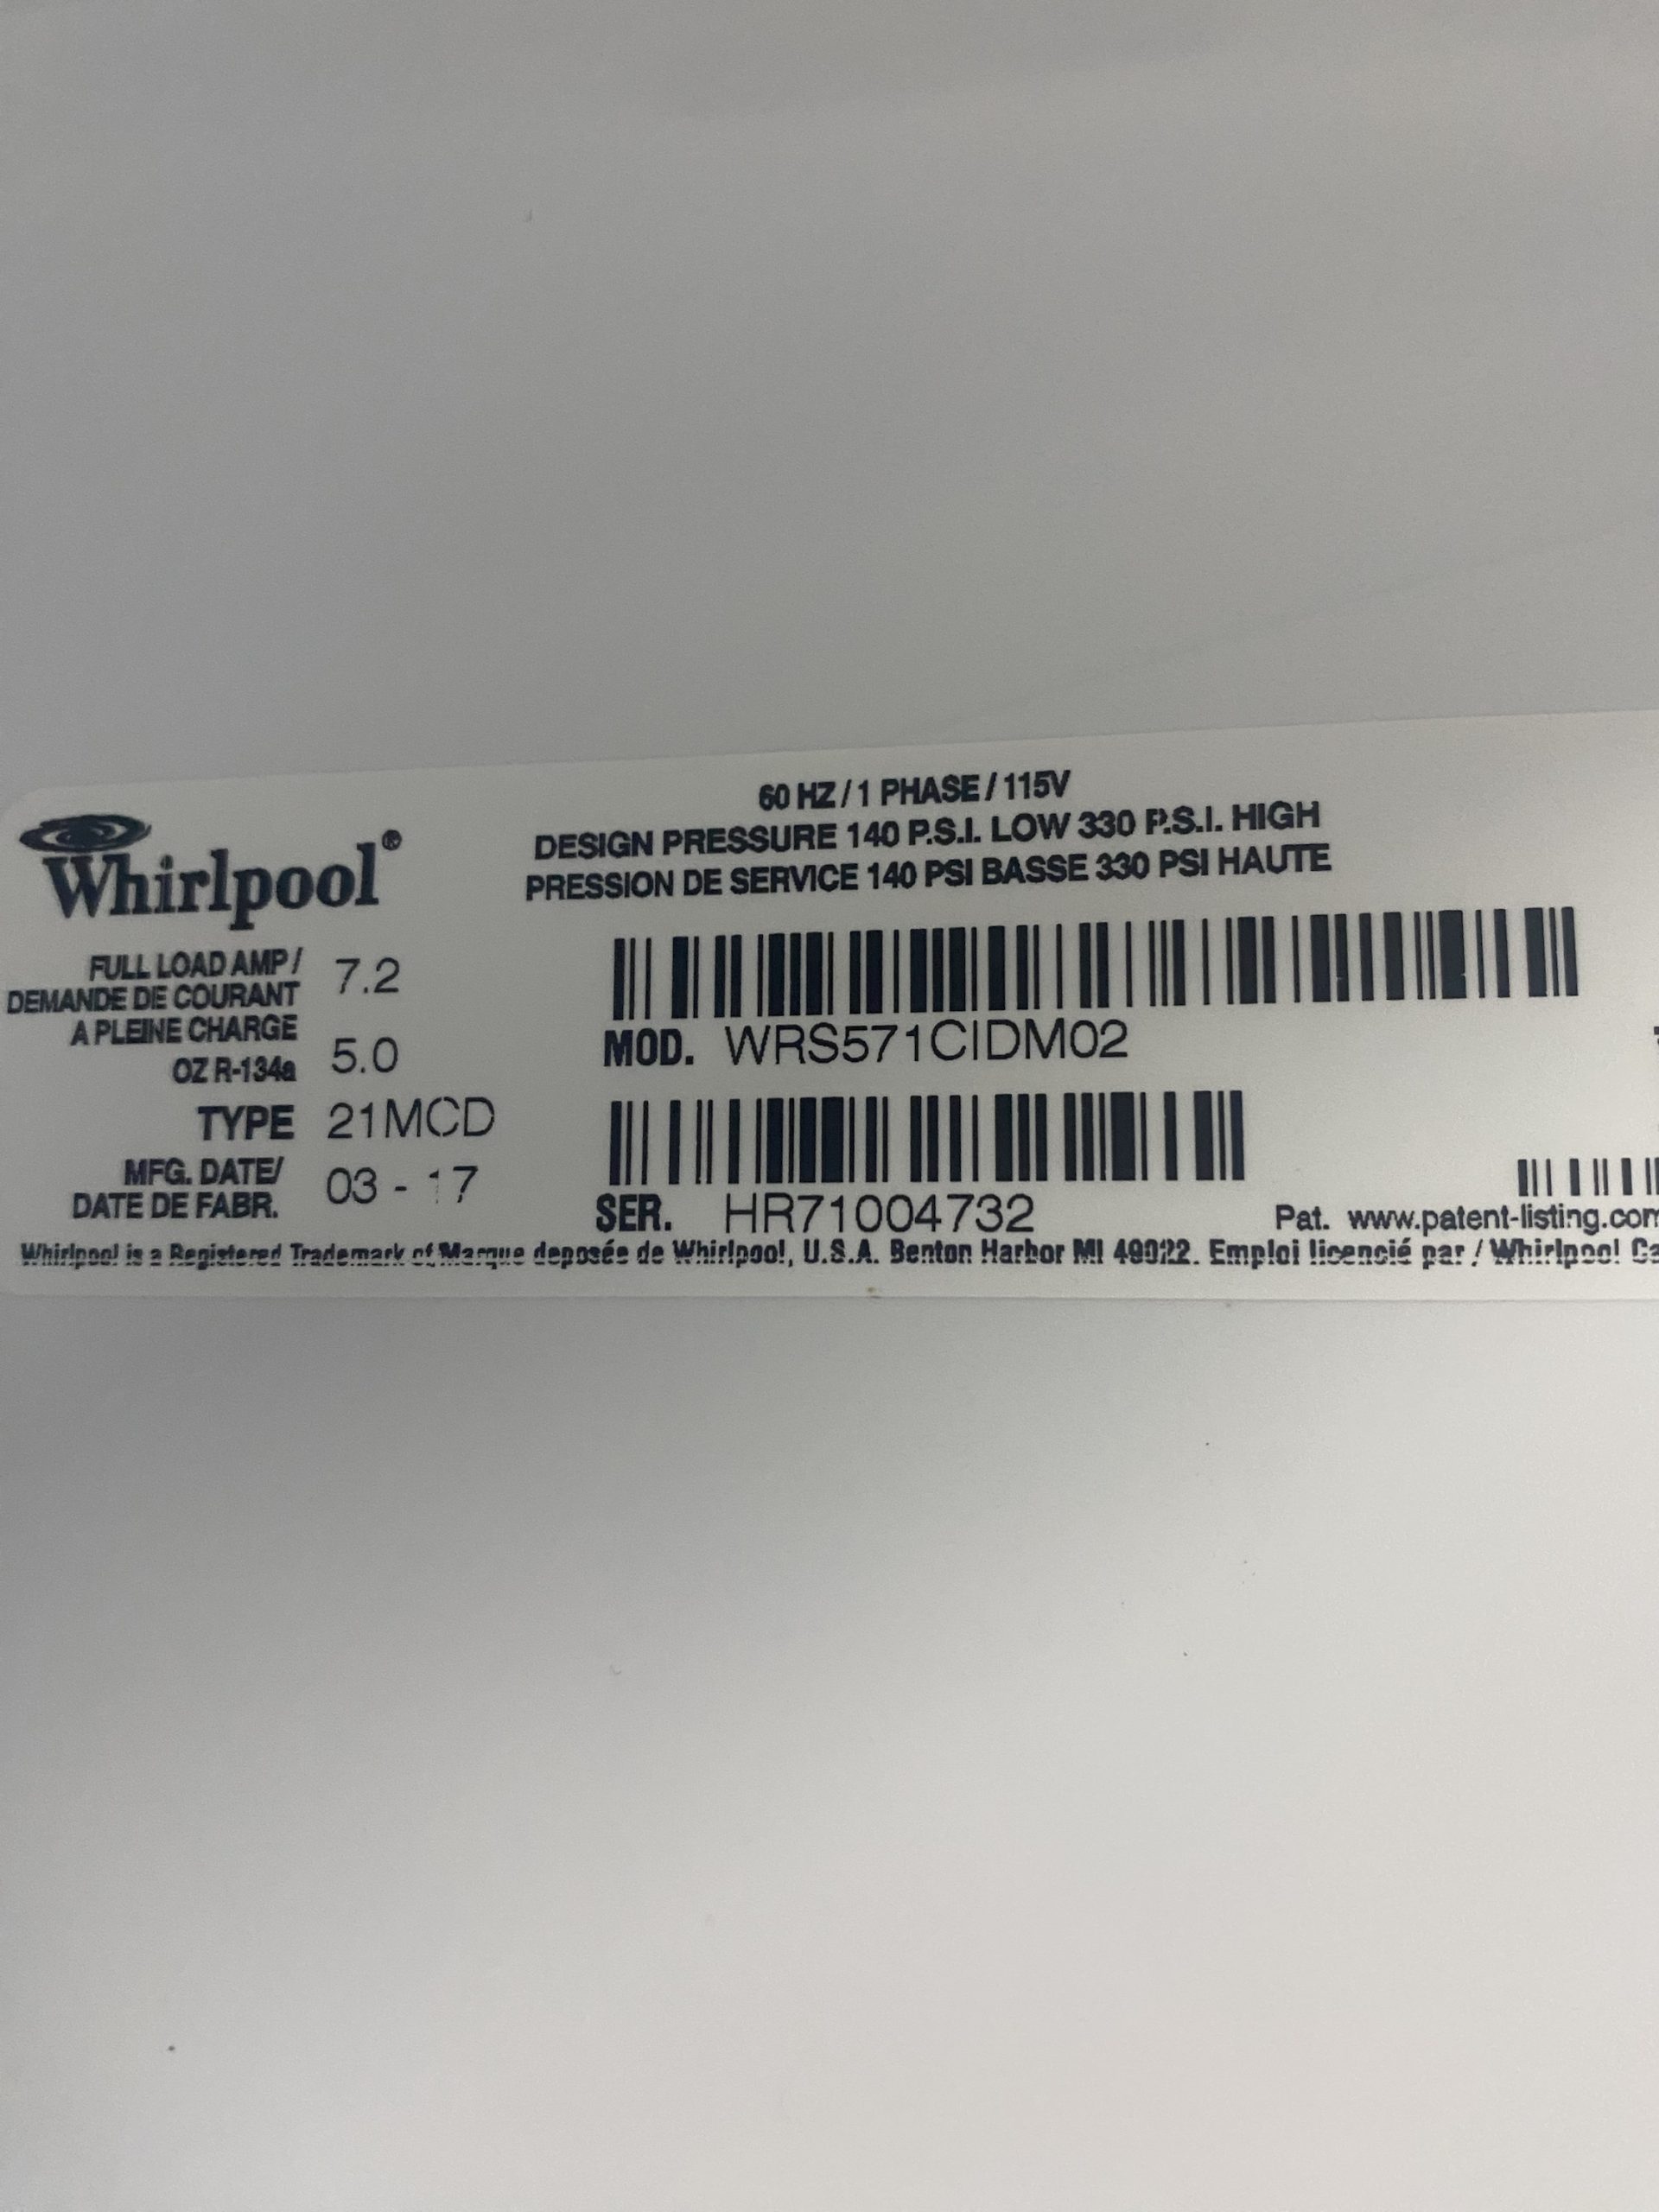 Whirlpool®
60 HZ / 1 PHASE / 115V
DESIGN PRESSURE 140 P.S.I. LOW 330 P.S.I. HIGH
PRESSION DE SERVICE 140 PSI BASSE 330 PSI HAUTE
FULL LOAD AMP / 7.2
DEMANDE DE COURANT
A PLEINE CHARGE
OZ R-134a 5.0
TYPE 21MCD
MFG. DATE/ 03 - 17
DATE DE FABR.
MOD. WRS571CIDM02
SER. HR71004732
Pat. www.patent-listing.com
Whirlpool is a Registered Trademark of/Marque deposée de Whirlpool, U.S.A. Benton Harbor MI 49022. Emploi licencié par / Whirlpool